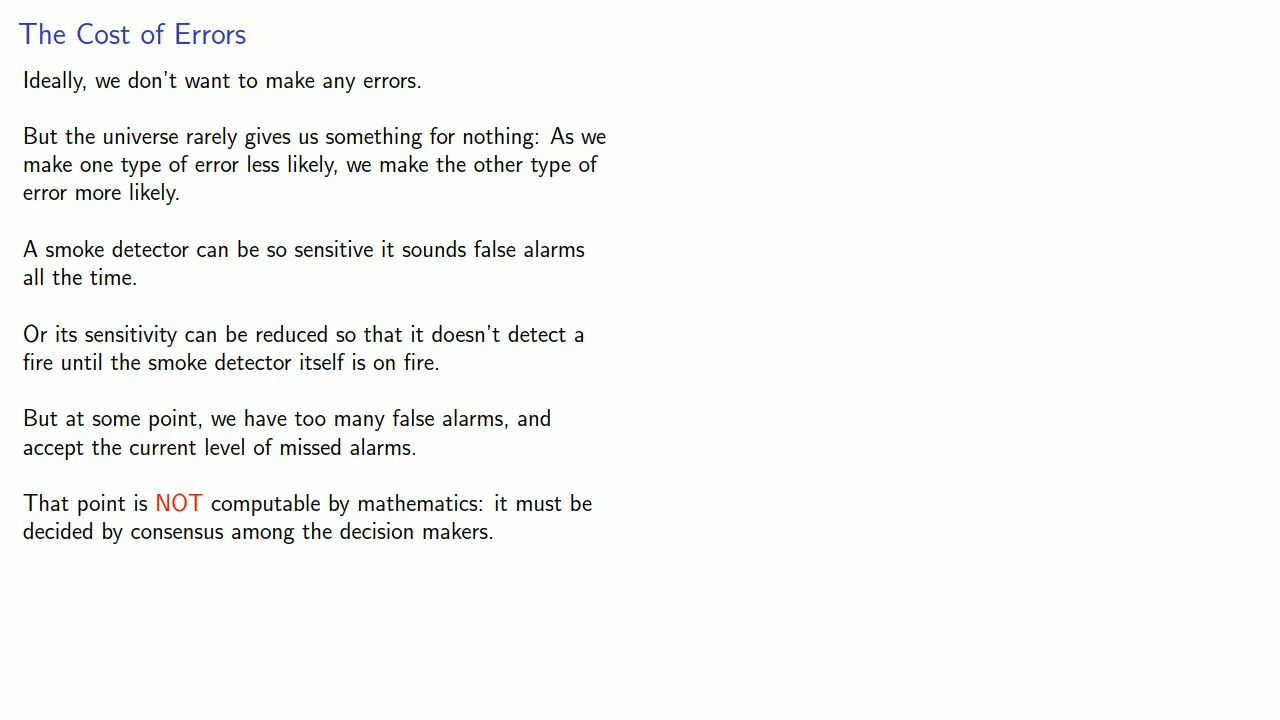 The Cost of Errors
Ideally, we don't want to make any errors.
But the universe rarely gives us something for nothing: As we
make one type of error less likely, we make the other type of
error more likely.
A smoke detector can be so sensitive it sounds false alarms
all the time.
Or its sensitivity can be reduced so that it doesn't detect a
fire until the smoke detector itself is on fire.
But at some point, we have too many false alarms, and
accept the current level of missed alarms.
That point is NOT computable by mathematics: it must be
decided by consensus among the decision makers.